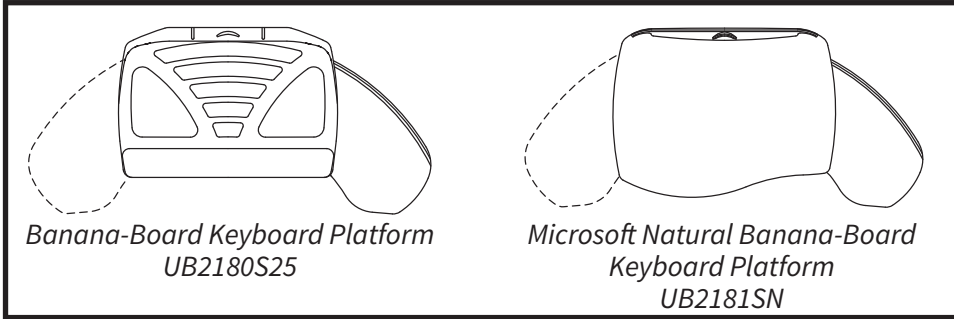 Banana-Board Keyboard Platform
UB2180S25
Microsoft Natural Banana-Board
Keyboard Platform
UB2181SN